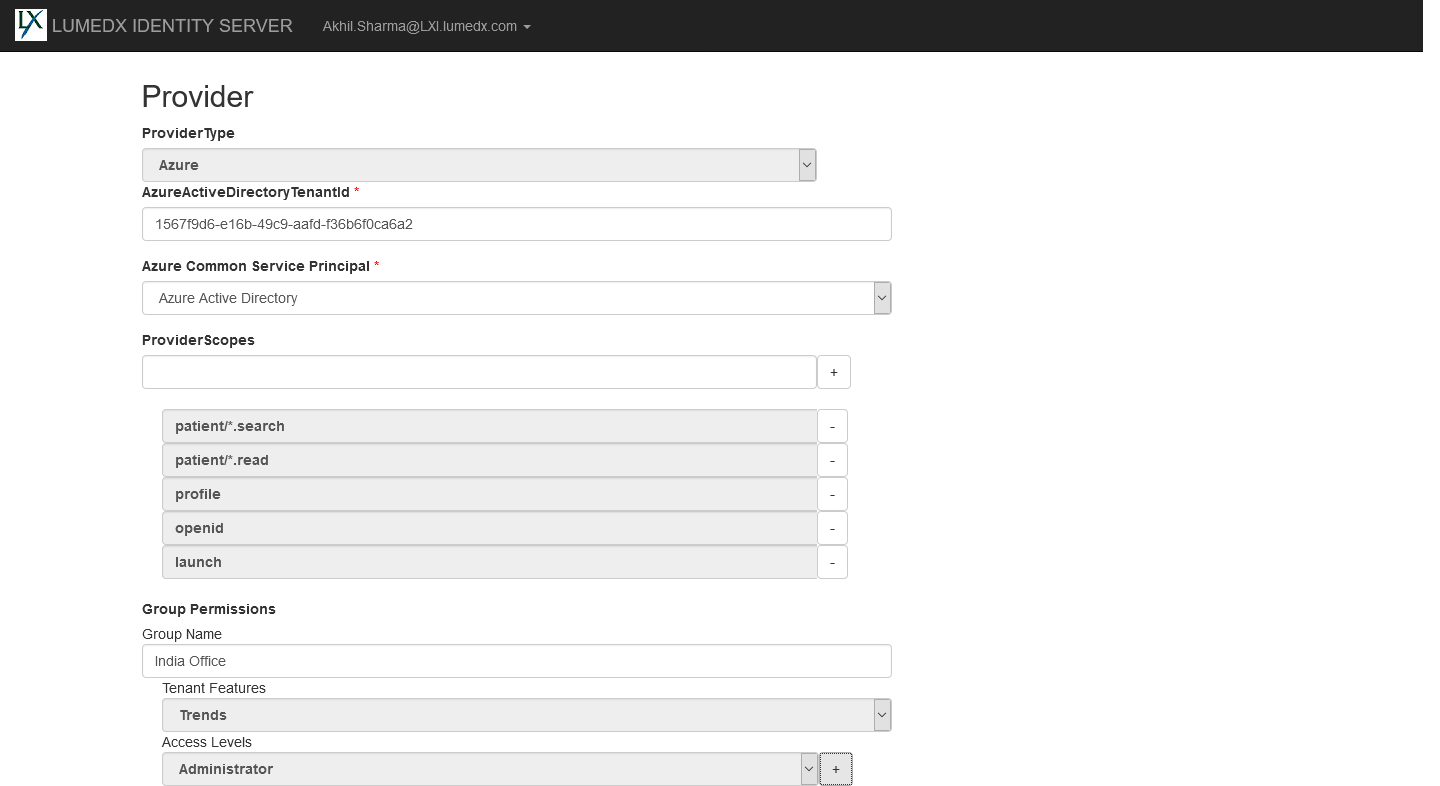 LX LUMEDX IDENTITY SERVER Akhil.Sharma@LXI.lumedx.com
Provider
ProviderType
Azure
AzureActiveDirectoryTenantId *
1567f9d6-e16b-49c9-aafd-f36b6f0ca6a2
Azure Common Service Principal *
Azure Active Directory
ProviderScopes
+
patient/*.search -
patient/*.read -
profile -
openid -
launch -
Group Permissions
Group Name
India Office
Tenant Features
Trends
Access Levels
Administrator +